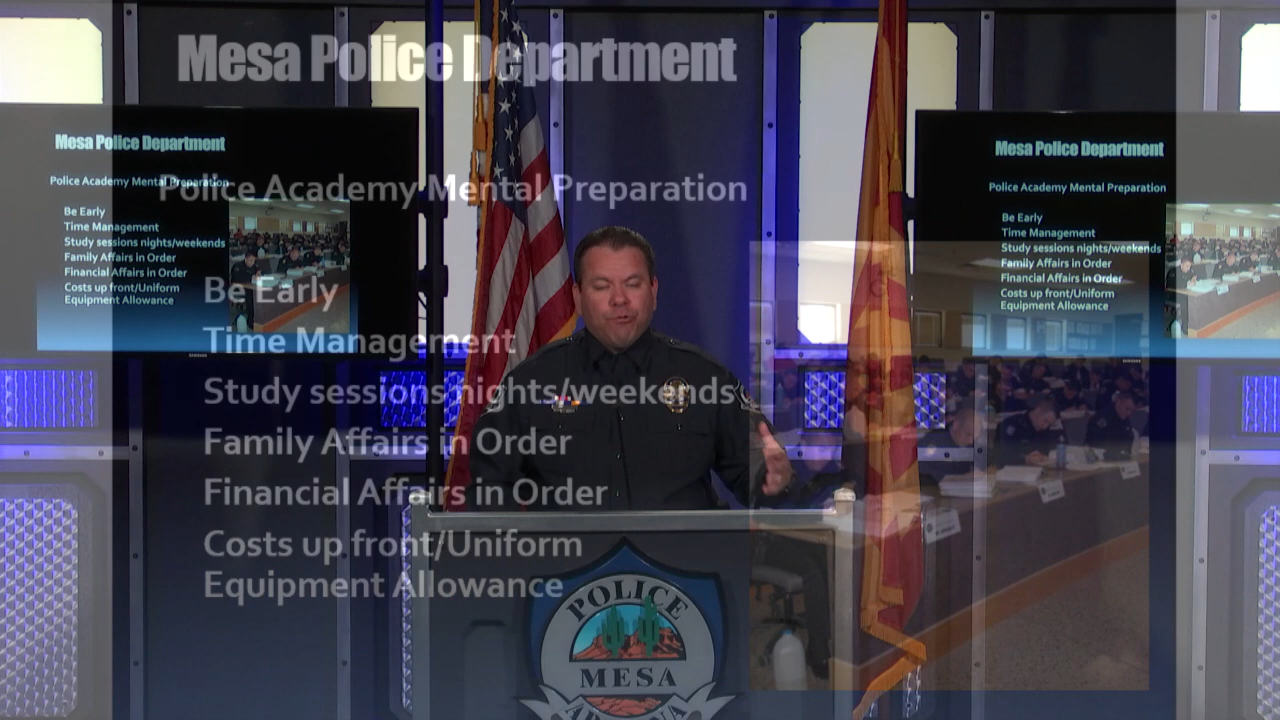 Mesa Police Department
Police Academy Mental Preparation
Be Early
Time Management
Study sessions nights/weekends
Family Affairs in Order
Financial Affairs in Order
Costs up front/Uniform
Equipment Allowance
Mesa Police Department
Police Academy Mental Preparation
Be Early
Time Management
Study sessions nights/weekends
Family Affairs in Order
Financial Affairs in Order
Costs up front/Uniform
Equipment Allowance
Mesa Police Department
Police Academy Mental Preparation
Be Early
Time Management
Study sessions nights/weekends
Family Affairs in Order
Financial Affairs in Order
Costs up front/Uniform
Equipment Allowance
POLICE
MESA